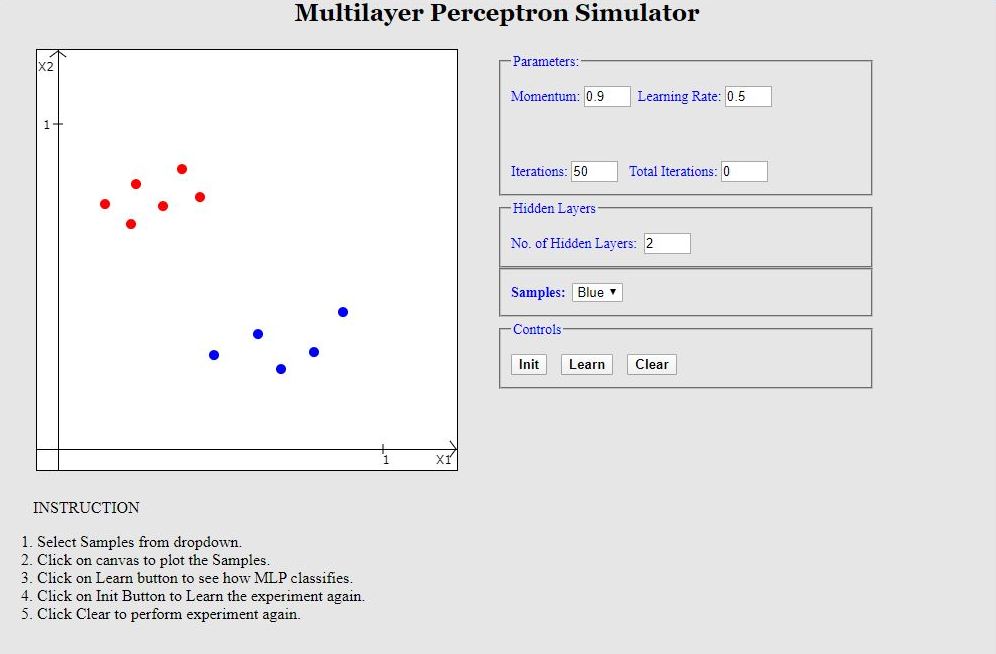 Multilayer Perceptron Simulator
X2
1
1
X1
Parameters:
Momentum: 0.9 Learning Rate: 0.5
Iterations: 50 Total Iterations: 0
Hidden Layers
No. of Hidden Layers: 2
Samples: Blue
Controls
Init Learn Clear
INSTRUCTION
1. Select Samples from dropdown.
2. Click on canvas to plot the Samples.
3. Click on Learn button to see how MLP classifies.
4. Click on Init Button to Learn the experiment again.
5. Click Clear to perform experiment again.